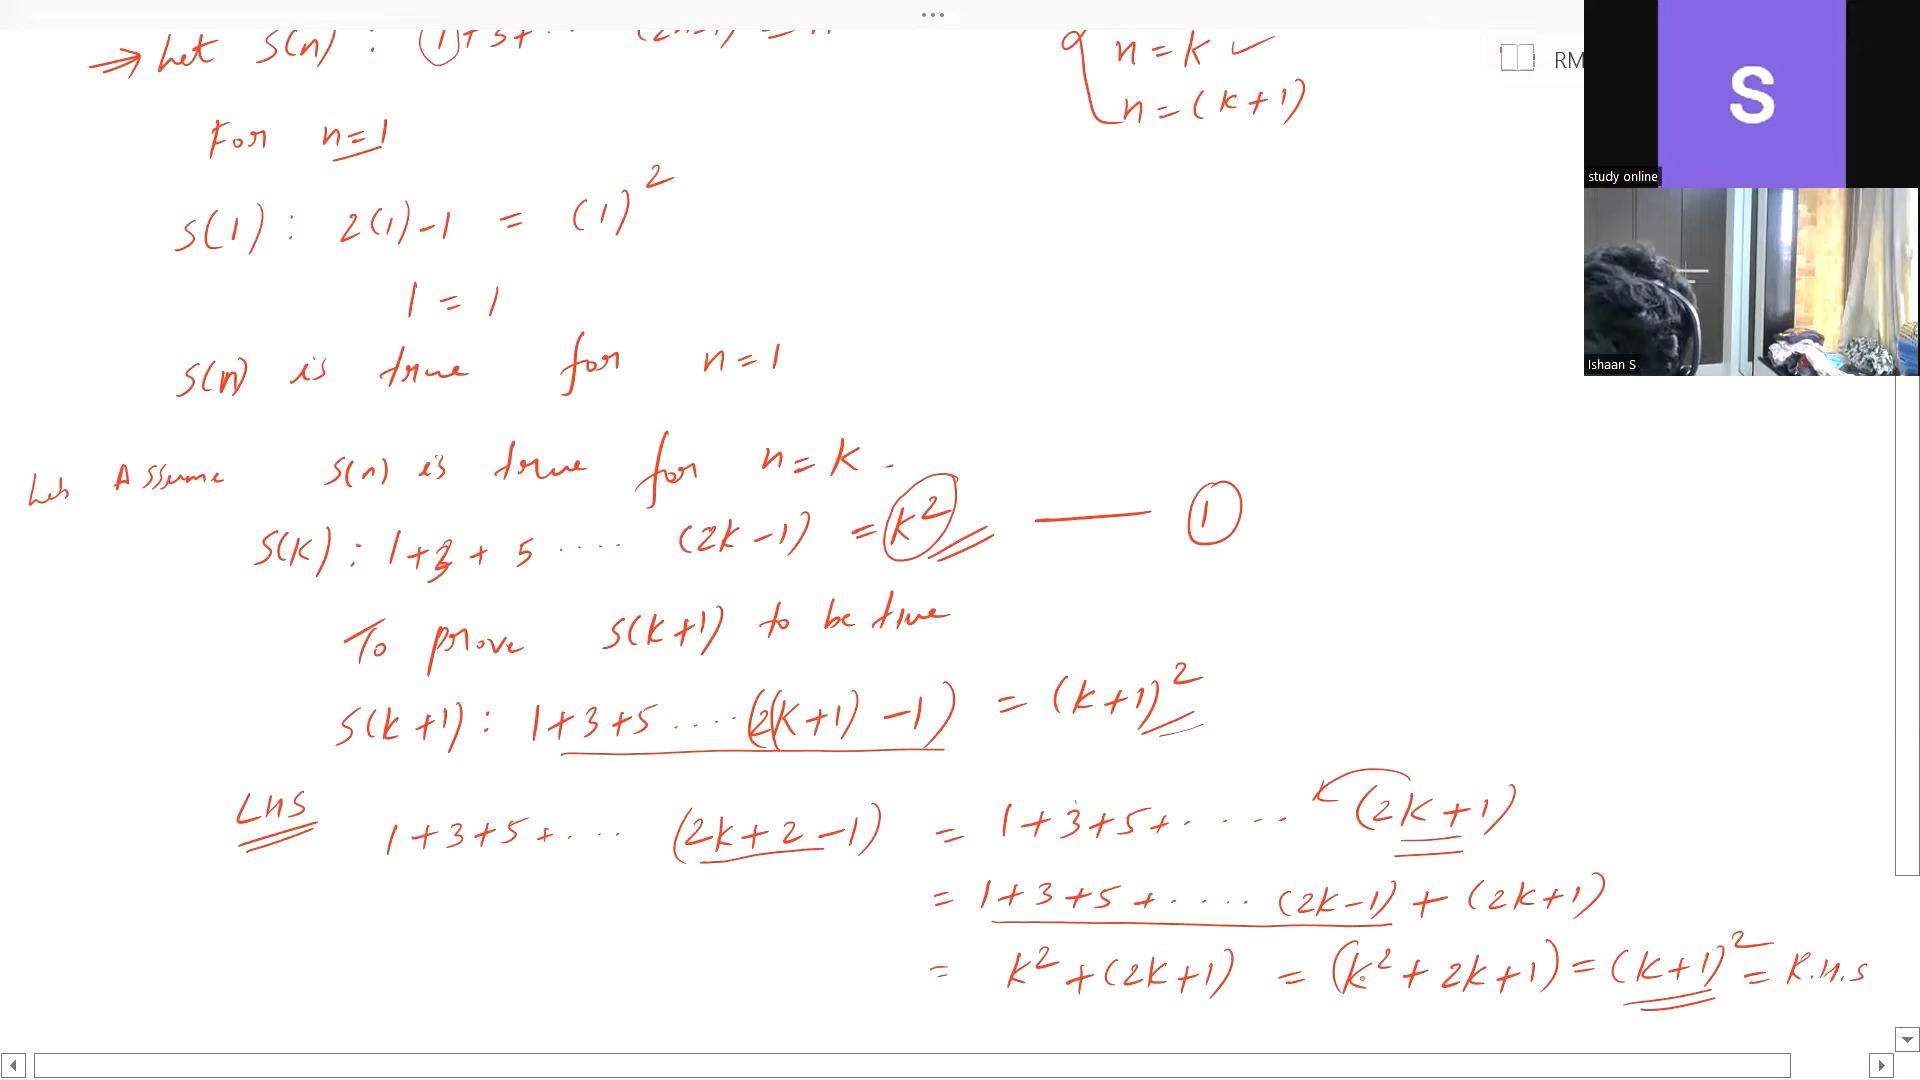 ⇒ Let S(n) : 1+3+ ... (2n-1) =
n=k ✓
n=(k+1)
RM
S
study online
Ishaan S
For n=1
S(1) : 2(1)-1 = (1)²
1 = 1
S(n) is true for n=1
Let Assume S(n) is true for n=k.
S(k) : 1+3+5 .... (2k-1) = k² —— ①
To prove S(k+1) to be true
S(k+1) : 1+3+5 ....(2(k+1)-1) = (k+1)²
LHS 1+3+5+... (2k+2-1) = 1+3+5+..... (2k+1)
= 1+3+5+..... (2k-1)+(2k+1)
= k²+(2k+1) = (k²+2k+1) = (k+1)² = R.H.S